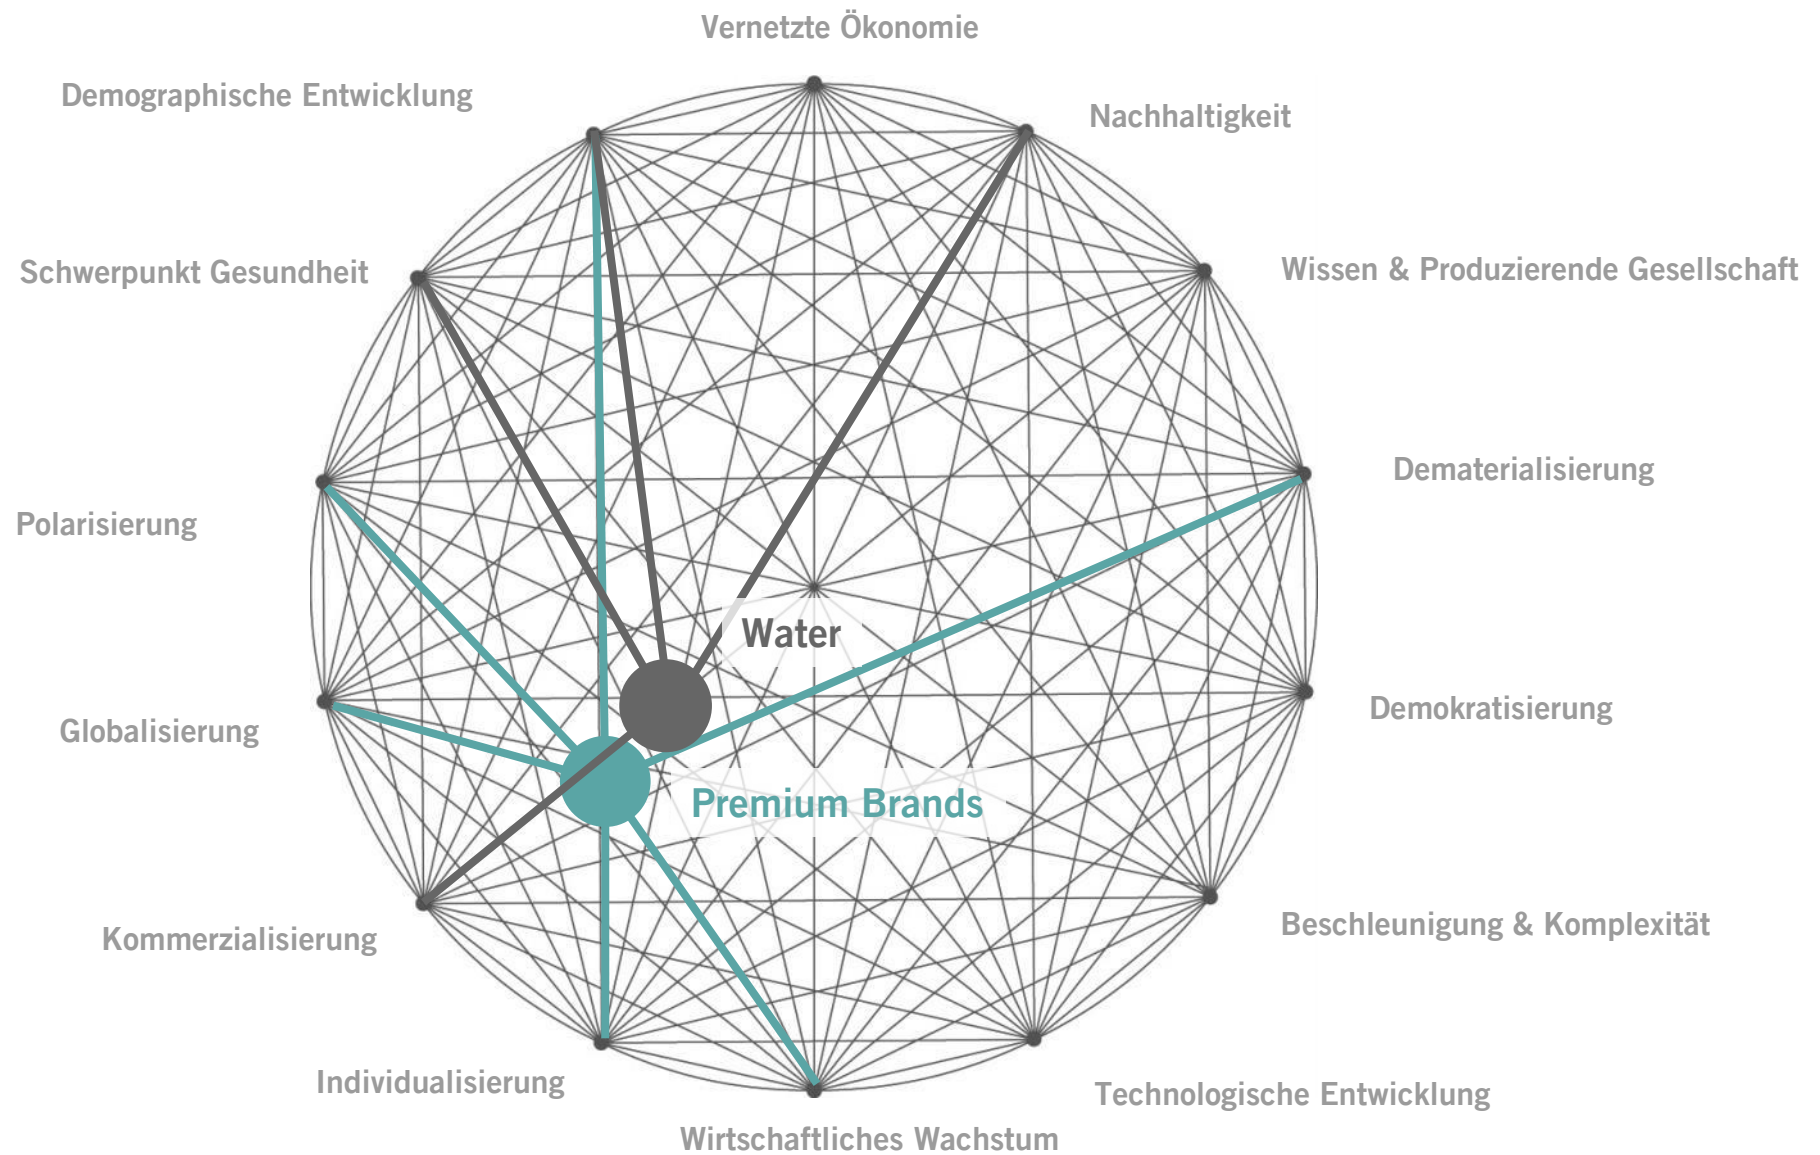 Vernetzte Ökonomie
Demographische Entwicklung
Nachhaltigkeit
Schwerpunkt Gesundheit
Wissen & Produzierende Gesellschaft
Dematerialisierung
Polarisierung
Water
Globalisierung
Demokratisierung
Premium Brands
Kommerzialisierung
Beschleunigung & Komplexität
Individualisierung
Technologische Entwicklung
Wirtschaftliches Wachstum